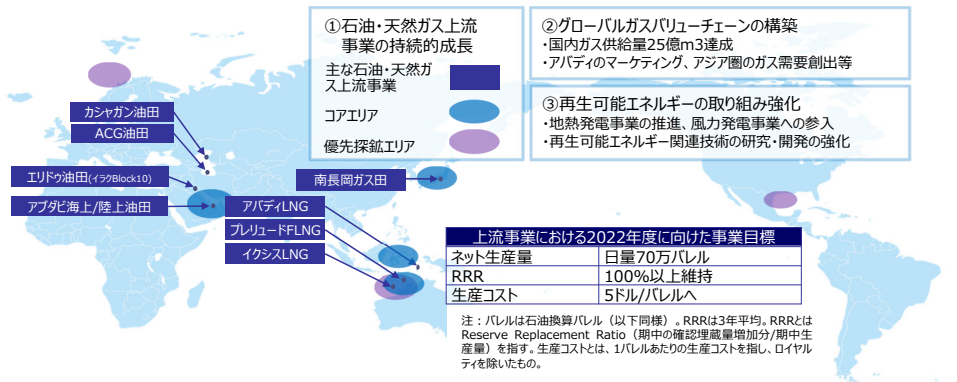 ①石油・天然ガス上流
事業の持続的成長
主な石油・天然ガ
ス上流事業
コアエリア
優先探鉱エリア
②グローバルガスバリューチェーンの構築
・国内ガス供給量25億m3達成
・アバディのマーケティング、アジア圏のガス需要創出等
③再生可能エネルギーの取り組み強化
・地熱発電事業の推進、風力発電事業への参入
・再生可能エネルギー関連技術の研究・開発の強化
カシャガン油田
ACG油田
エリドゥ油田(イラクBlock10)
アブダビ海上/陸上油田
南長岡ガス田
アバディLNG
プレリュードFLNG
イクシスLNG
上流事業における2022年度に向けた事業目標
ネット生産量 日量70万バレル
RRR 100%以上維持
生産コスト 5ドル/バレルへ
注：バレルは石油換算バレル（以下同様）。RRRは3年平均。RRRとは
Reserve Replacement Ratio（期中の確認埋蔵量増加分/期中生
産量）を指す。生産コストとは、1バレルあたりの生産コストを指し、ロイヤル
ティを除いたもの。